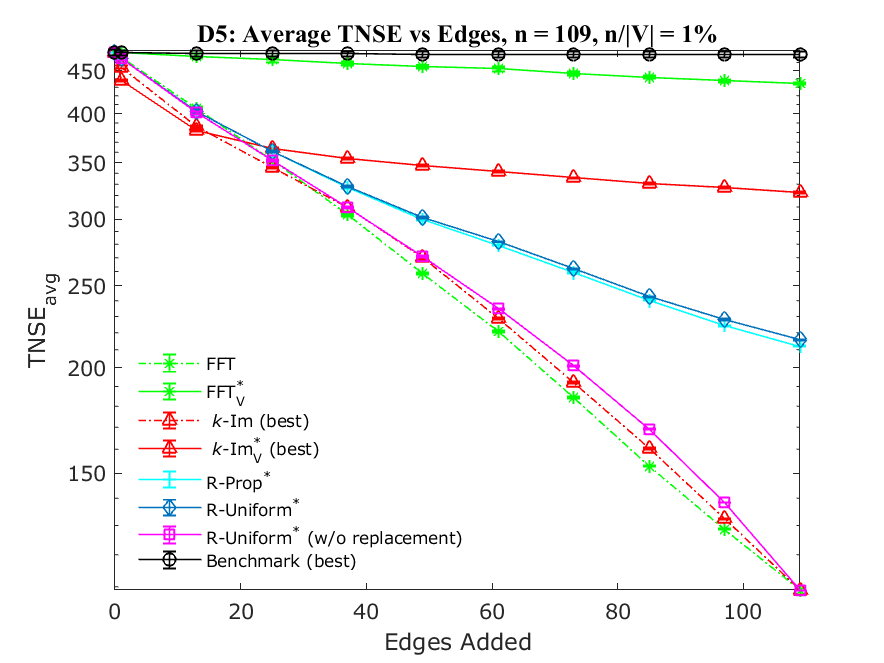 D5: Average TNSE vs Edges, n = 109, n/|V| = 1%
450
400
350
300
250
200
150
TNSE_avg
FFT
FFT*_V
k-Im (best)
k-Im*_V (best)
R-Prop*
R-Uniform*
R-Uniform* (w/o replacement)
Benchmark (best)
0 20 40 60 80 100
Edges Added